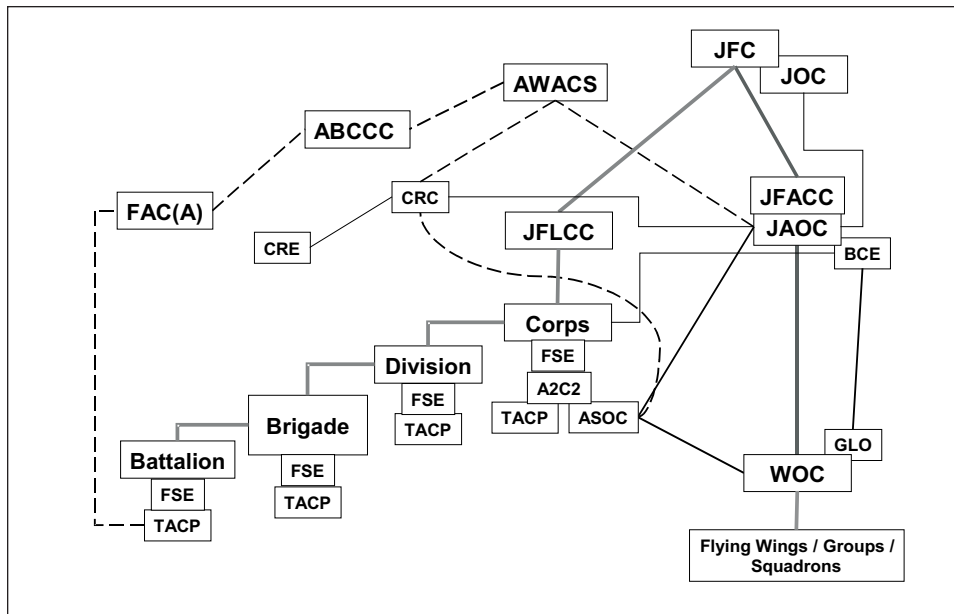 JFC
JOC
AWACS
ABCCC
JFACC
CRC
FAC(A)
JFLCC
JAOC
CRE
BCE
Corps
FSE
Division
A2C2
FSE
TACP
ASOC
Brigade
TACP
GLO
Battalion
FSE
WOC
FSE
TACP
TACP
Flying Wings / Groups /
Squadrons